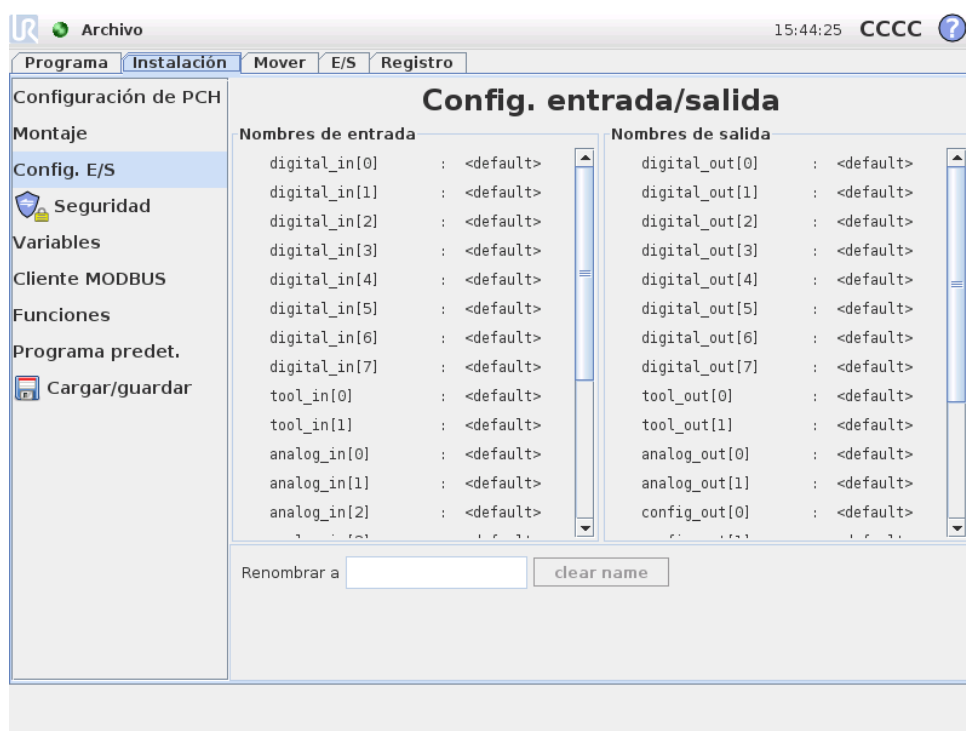 UR Archivo 15:44:25 CCCC ?
Programa Instalación Mover E/S Registro
Configuración de PCH
Montaje
Config. E/S
Seguridad
Variables
Cliente MODBUS
Funciones
Programa predet.
Cargar/guardar
Config. entrada/salida
Nombres de entrada
digital_in[0] : <default>
digital_in[1] : <default>
digital_in[2] : <default>
digital_in[3] : <default>
digital_in[4] : <default>
digital_in[5] : <default>
digital_in[6] : <default>
digital_in[7] : <default>
tool_in[0] : <default>
tool_in[1] : <default>
analog_in[0] : <default>
analog_in[1] : <default>
analog_in[2] : <default>
Nombres de salida
digital_out[0] : <default>
digital_out[1] : <default>
digital_out[2] : <default>
digital_out[3] : <default>
digital_out[4] : <default>
digital_out[5] : <default>
digital_out[6] : <default>
digital_out[7] : <default>
tool_out[0] : <default>
tool_out[1] : <default>
analog_out[0] : <default>
analog_out[1] : <default>
config_out[0] : <default>
Renombrar a clear name